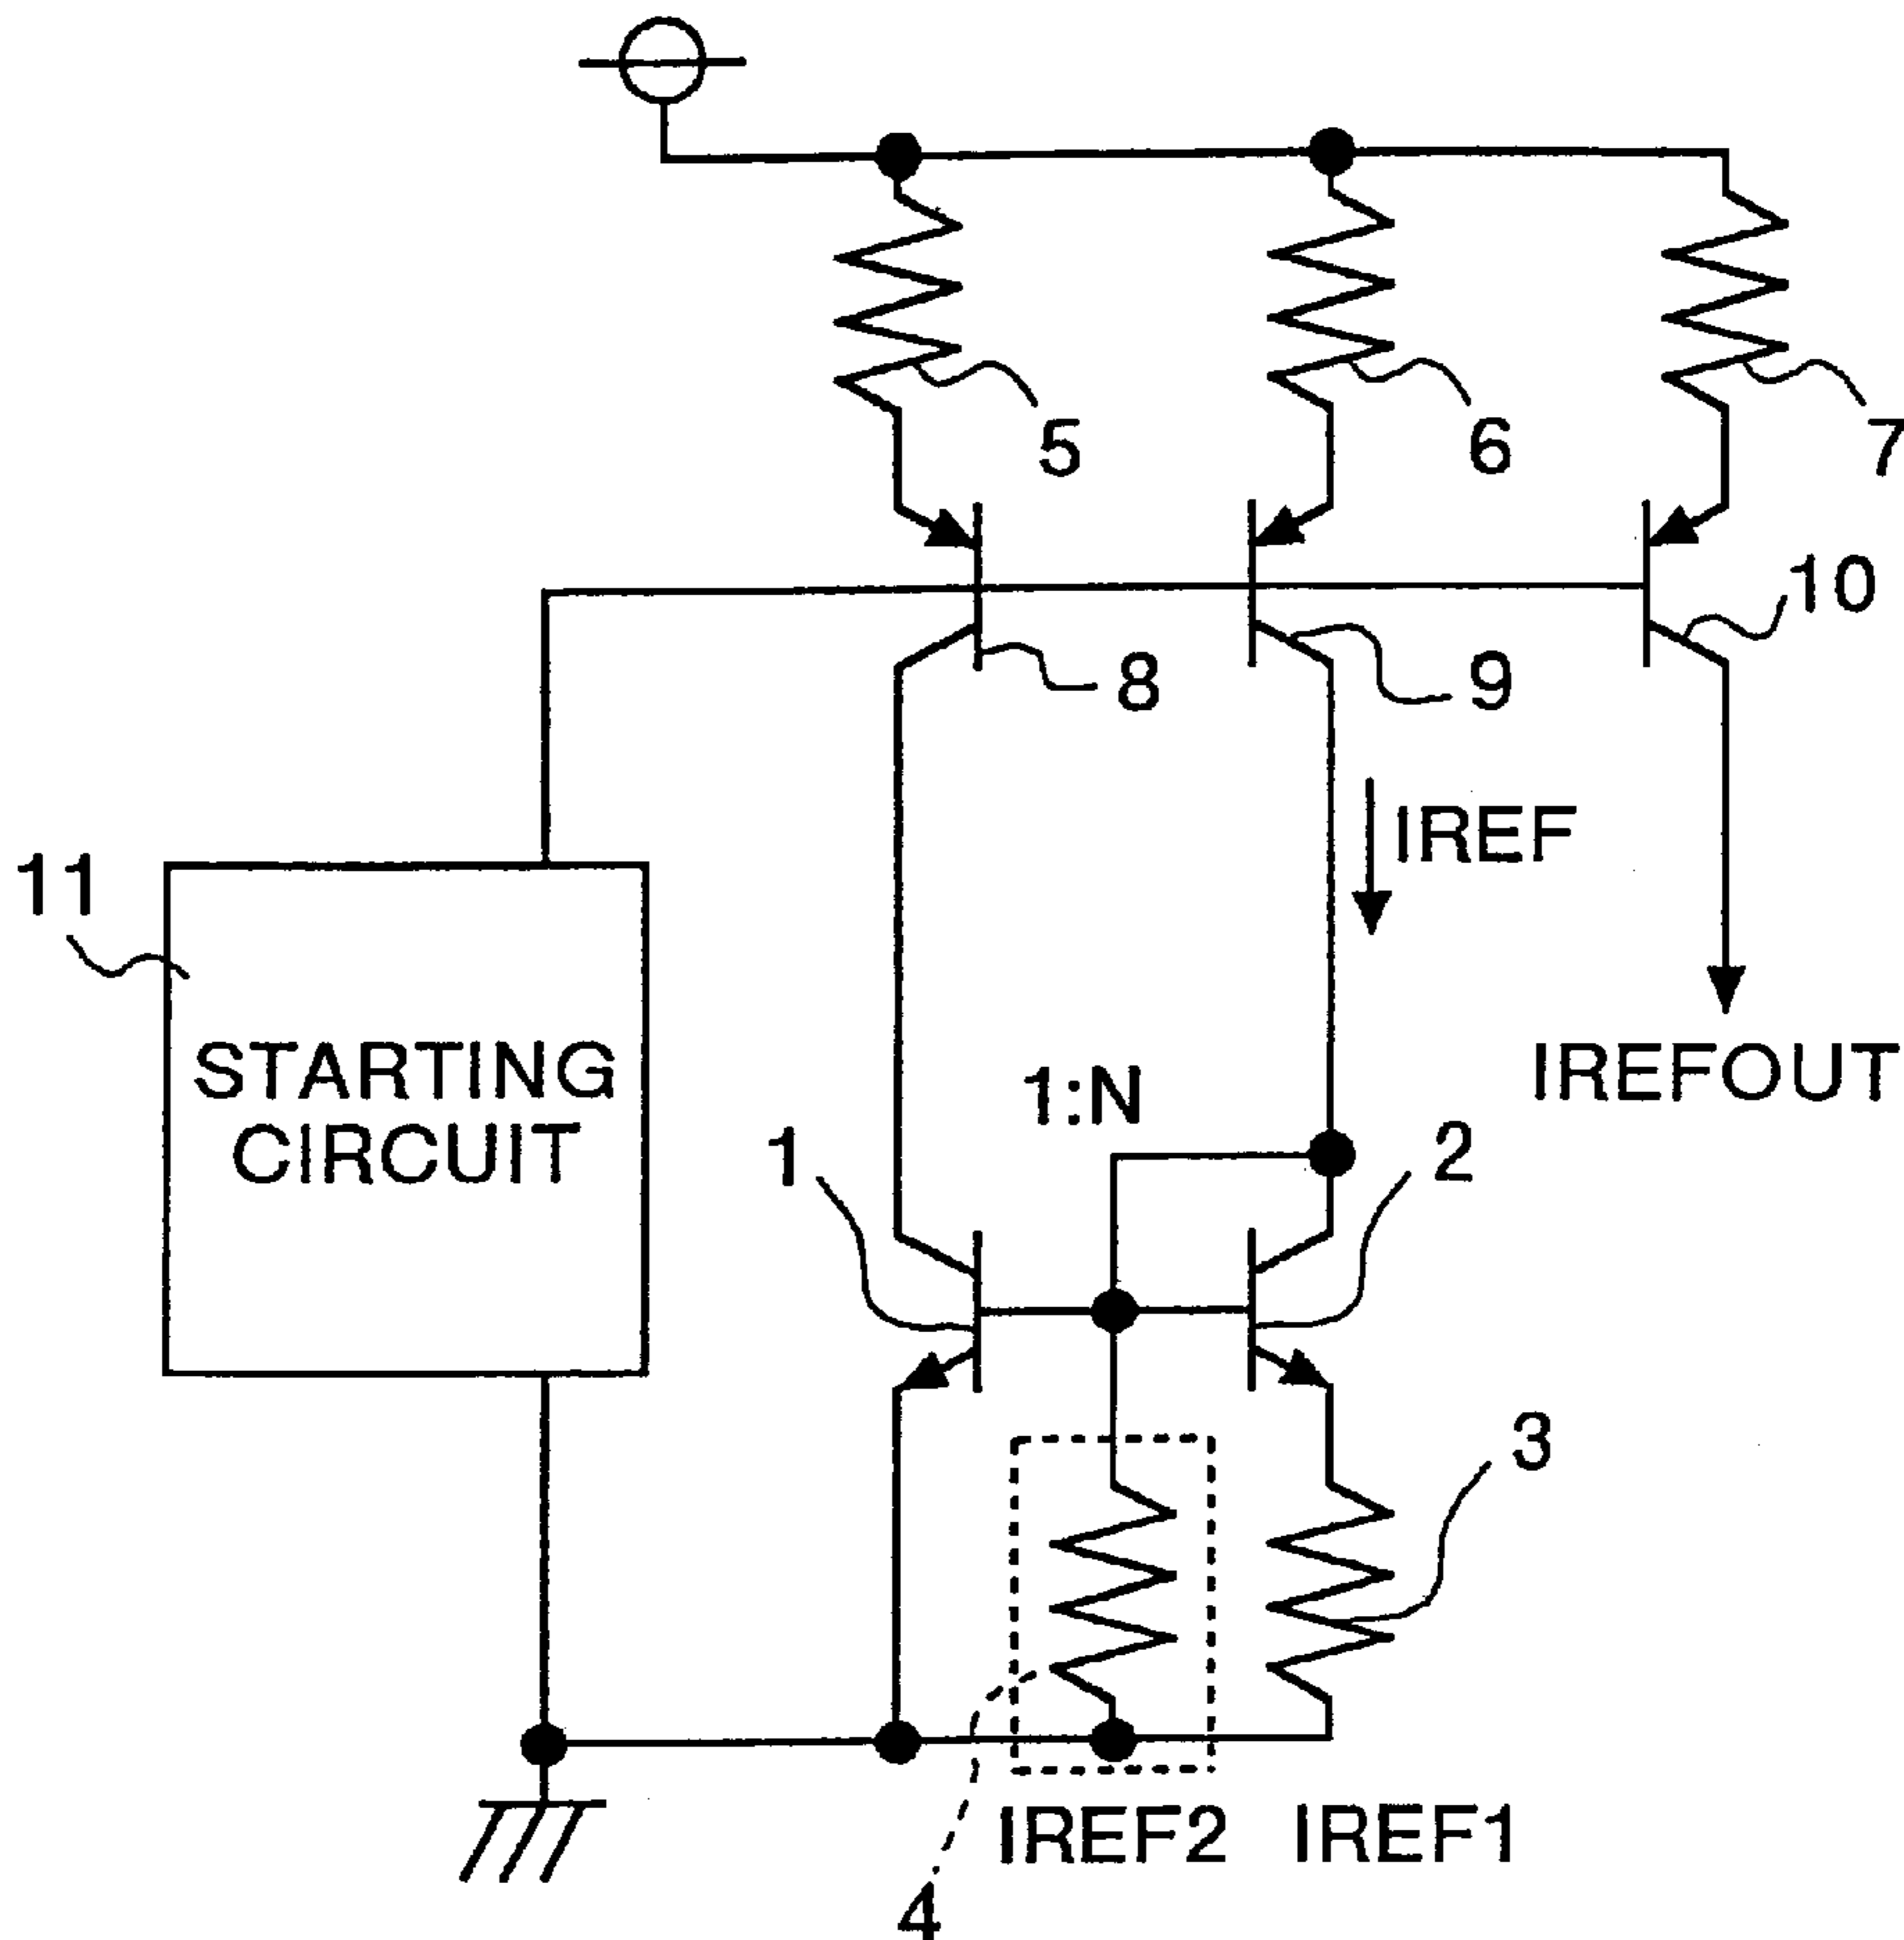 5
6
7
10
8
9
IREF
11
STARTING
CIRCUIT
IREFOUT
1:N
1
2
3
IREF2
IREF1
4